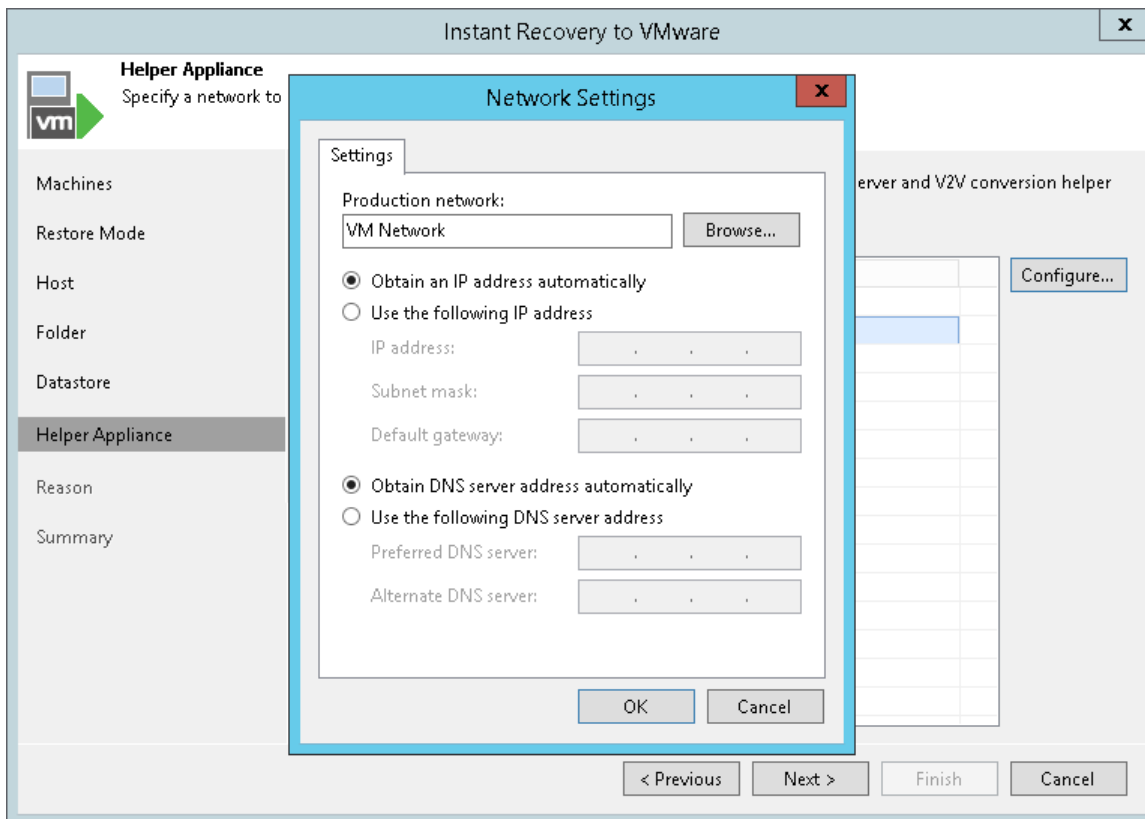 Instant Recovery to VMware
x
vm
Helper Appliance
Specify a network to
Machines
Restore Mode
Host
Folder
Datastore
Helper Appliance
Reason
Summary
erver and V2V conversion helper
Configure...
Network Settings
x
Settings
Production network:
VM Network
Browse...
Obtain an IP address automatically
Use the following IP address
IP address:
. . .
Subnet mask:
. . .
Default gateway:
. . .
Obtain DNS server address automatically
Use the following DNS server address
Preferred DNS server:
. . .
Alternate DNS server:
. . .
OK
Cancel
< Previous
Next >
Finish
Cancel